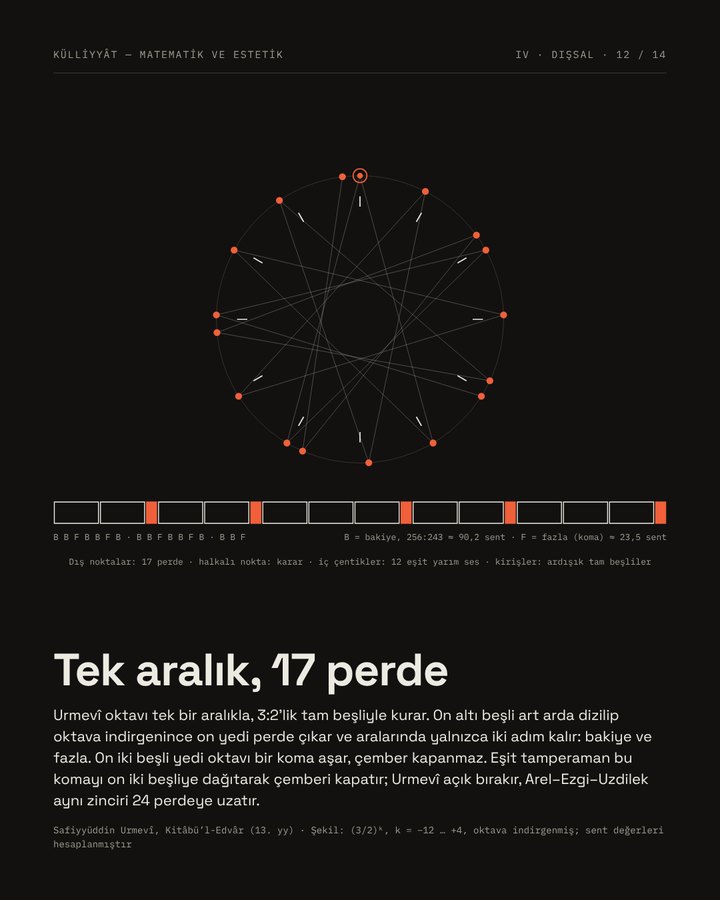 KÜLLİYYÂT — MATEMATİK VE ESTETİK
IV · DIŞSAL · 12 / 14
B B F B B F B · B B F B B F B · B B F
B = bakiye, 256:243 ≈ 90,2 sent · F = fazla (koma) ≈ 23,5 sent
Dış noktalar: 17 perde · halkalı nokta: karar · iç çentikler: 12 eşit yarım ses · kirişler: ardışık tam beşliler
Tek aralık, 17 perde
Urmevî oktavı tek bir aralıkla, 3:2'lik tam beşliyle kurar. On altı beşli art arda dizilip
oktava indirgenince on yedi perde çıkar ve aralarında yalnızca iki adım kalır: bakiye ve
fazla. On iki beşli yedi oktavı bir koma aşar, çember kapanmaz. Eşit tamperaman bu
komayı on iki beşliye dağıtarak çemberi kapatır; Urmevî açık bırakır, Arel–Ezgi–Uzdilek
aynı zinciri 24 perdeye uzatır.
Safiyyüddin Urmevî, Kitâbü'l-Edvâr (13. yy) · Şekil: (3/2)ᵏ, k = −12 … +4, oktava indirgenmiş; sent değerleri
hesaplanmıştır